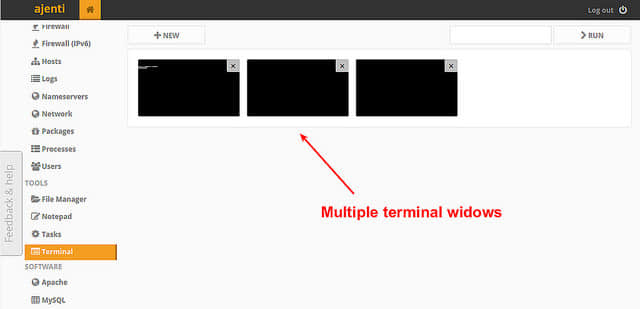 ajenti
Log out
Firewall
Firewall (IPv6)
Hosts
Logs
Nameservers
Network
Packages
Processes
Users
TOOLS
File Manager
Notepad
Tasks
Terminal
SOFTWARE
Apache
MySQL
Feedback & help
NEW
RUN
Multiple terminal widows